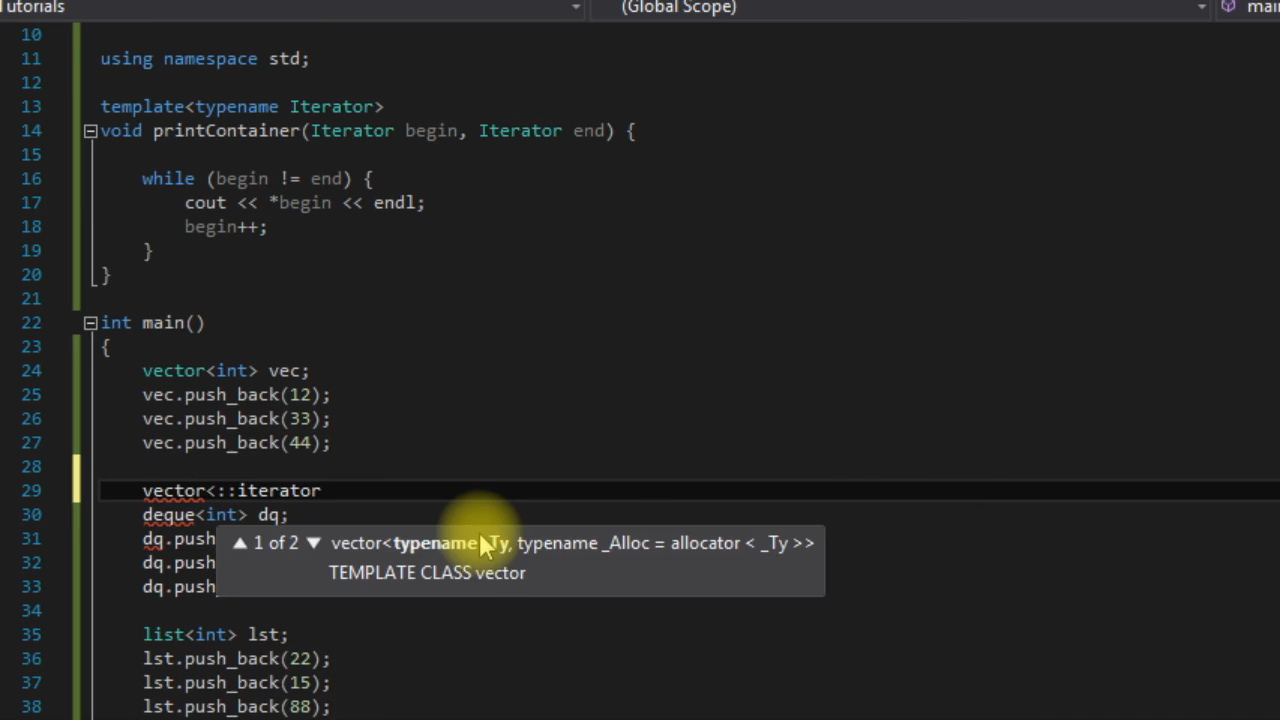 Tutorials (Global Scope) mai
10
11 using namespace std;
12
13 template<typename Iterator>
14 void printContainer(Iterator begin, Iterator end) {
15
16 while (begin != end) {
17 cout << *begin << endl;
18 begin++;
19 }
20 }
21
22 int main()
23 {
24 vector<int> vec;
25 vec.push_back(12);
26 vec.push_back(33);
27 vec.push_back(44);
28
29 vector<::iterator
30 deque<int> dq;
31 dq.push
▲ 1 of 2 ▼ vector<typename _Ty, typename _Alloc = allocator < _Ty >>
32 dq.push
TEMPLATE CLASS vector
33 dq.push_
34
35 list<int> lst;
36 lst.push_back(22);
37 lst.push_back(15);
38 lst.push_back(88);